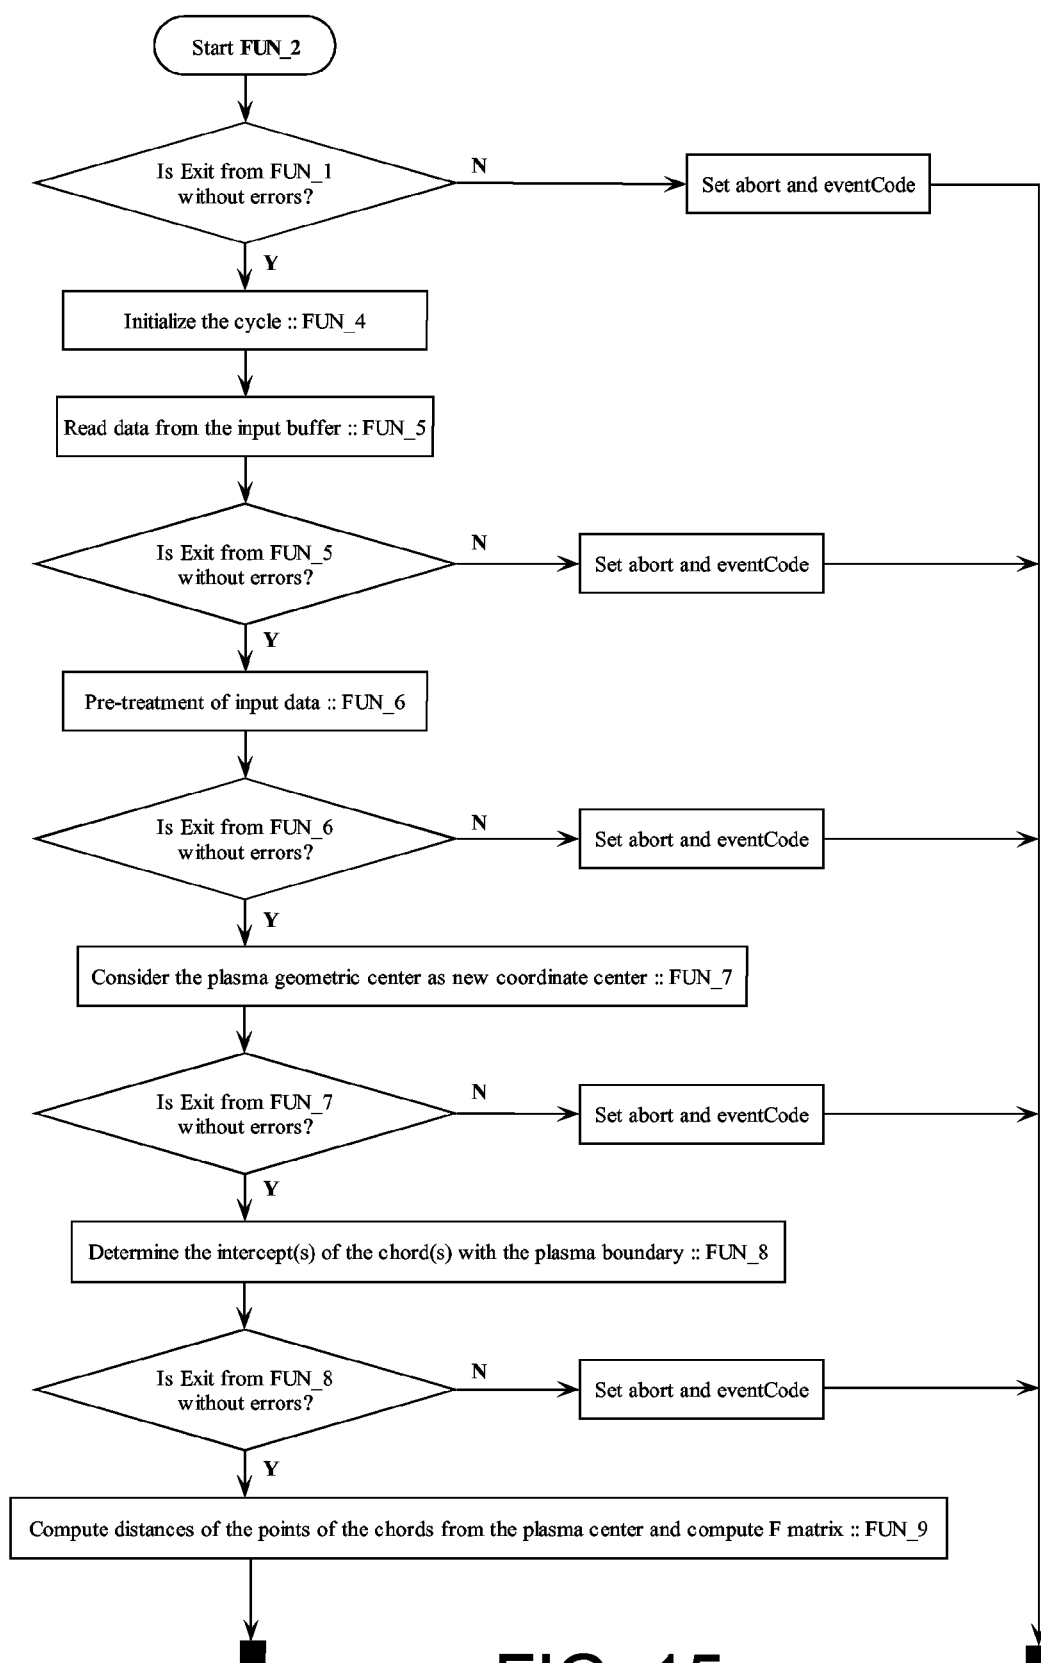 Start FUN_2
Is Exit from FUN_1
without errors?
N
Set abort and eventCode
Y
Initialize the cycle :: FUN_4
Read data from the input buffer :: FUN_5
Is Exit from FUN_5
without errors?
N
Set abort and eventCode
Y
Pre-treatment of input data :: FUN_6
Is Exit from FUN_6
without errors?
N
Set abort and eventCode
Y
Consider the plasma geometric center as new coordinate center :: FUN_7
Is Exit from FUN_7
without errors?
N
Set abort and eventCode
Y
Determine the intercept(s) of the chord(s) with the plasma boundary :: FUN_8
Is Exit from FUN_8
without errors?
N
Set abort and eventCode
Y
Compute distances of the points of the chords from the plasma center and compute F matrix :: FUN_9
FIG. 15